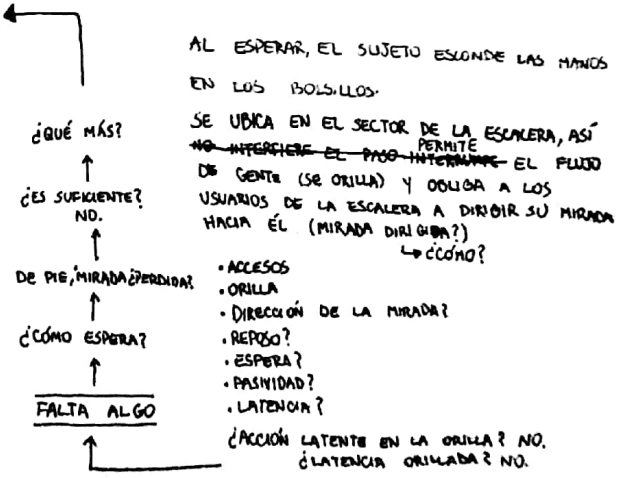 AL ESPERAR, EL SUJETO ESCONDE LAS MANOS
EN LOS BOLSILLOS.
SE UBICA EN EL SECTOR DE LA ESCALERA, ASÍ
PERMITE
NO INTERFIERE EL PASO INTERRUMPE EL FLUJO
DE GENTE (SE ORILLA) Y OBLIGA A LOS
USUARIOS DE LA ESCALERA A DIRIGIR SU MIRADA
HACIA ÉL (MIRADA DIRIGIDA?)
¿CÓMO?
• ACCESOS
• ORILLA
• DIRECCIÓN DE LA MIRADA?
• REPOSO?
• ESPERA?
• PASIVIDAD?
• LATENCIA?
¿ACCIÓN LATENTE EN LA ORILLA? NO.
¿LATENCIA ORILLADA? NO.
FALTA ALGO
¿CÓMO ESPERA?
DE PIE, MIRADA ¿PERDIDA?
¿ES SUFICIENTE?
NO.
¿QUÉ MÁS?